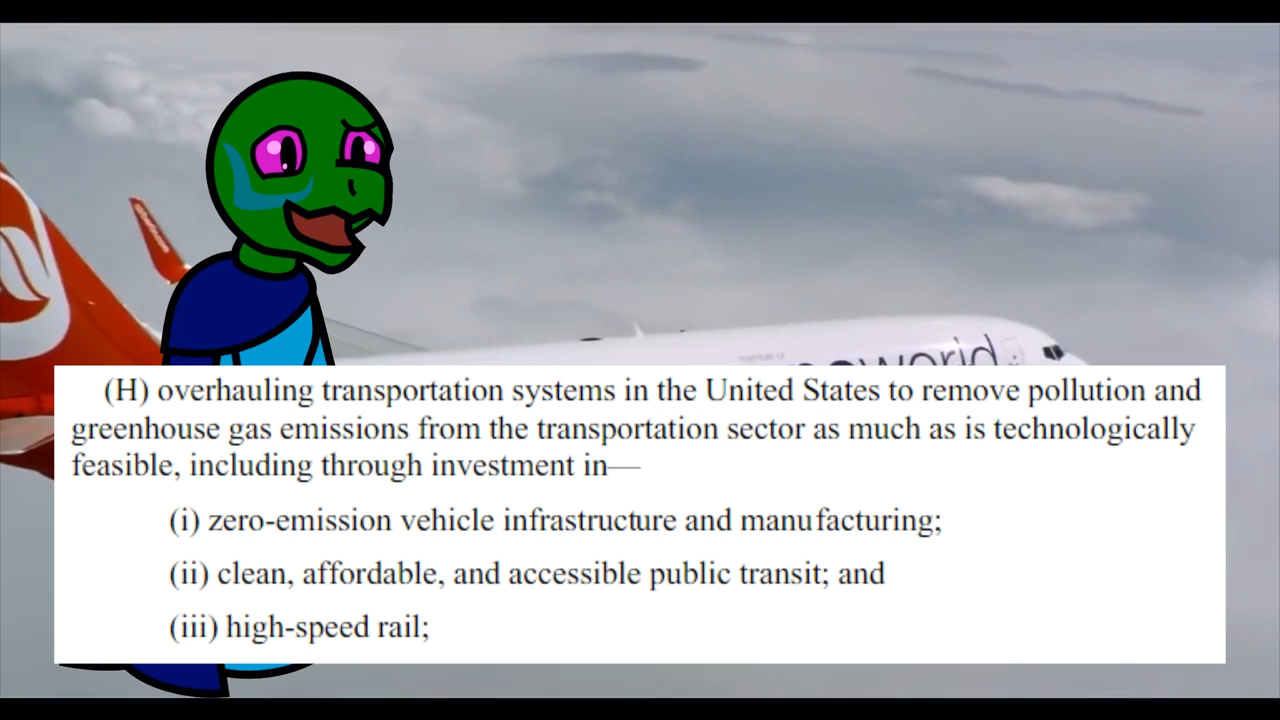 (H) overhauling transportation systems in the United States to remove pollution and
greenhouse gas emissions from the transportation sector as much as is technologically
feasible, including through investment in—
(i) zero-emission vehicle infrastructure and manufacturing;
(ii) clean, affordable, and accessible public transit; and
(iii) high-speed rail;